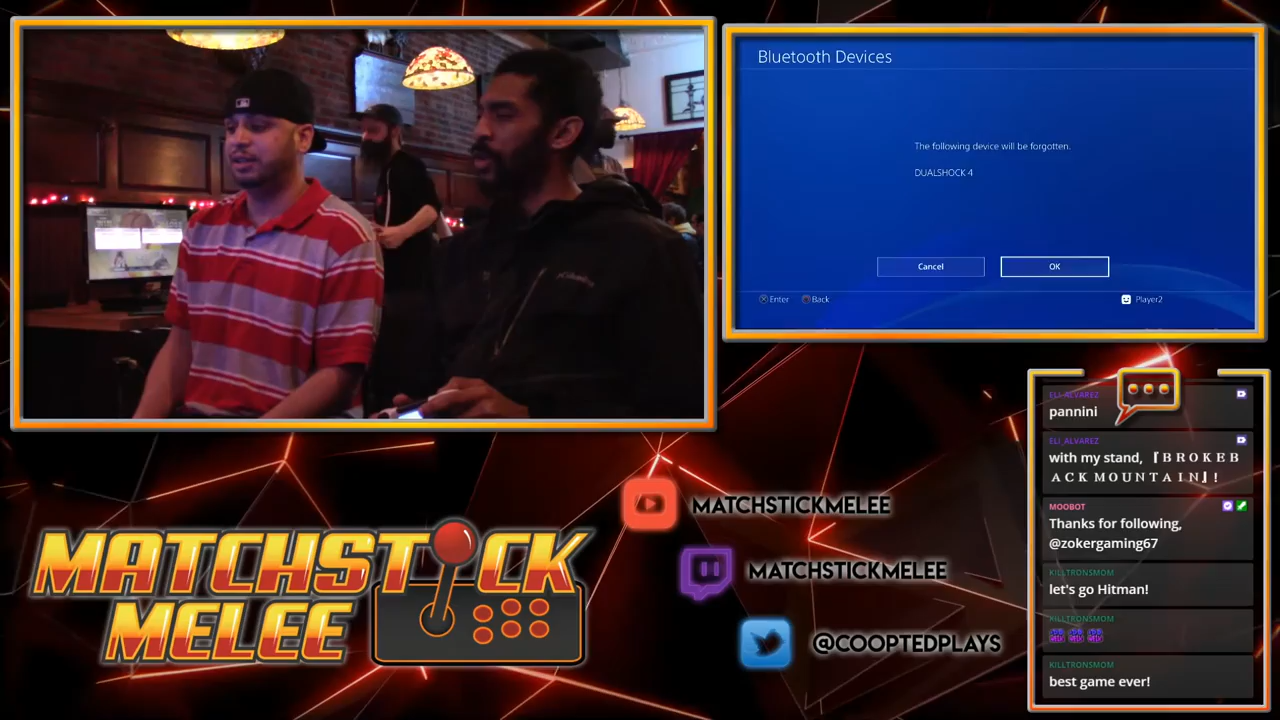 Bluetooth Devices
The following device will be forgotten.
DUALSHOCK 4
Cancel
OK
Enter
Back
Player2
ELI_ALVAREZ
pannini
ELI_ALVAREZ
with my stand, 『B R O K E B
A C K M O U N T A I N』!
MOOBOT
Thanks for following,
@zokergaming67
KILLTRONSMOM
let's go Hitman!
KILLTRONSMOM
KILLTRONSMOM
best game ever!
MATCHSTICKMELEE
MATCHSTICKMELEE
@COOPTEDPLAYS
MATCHSTICK
MELEE